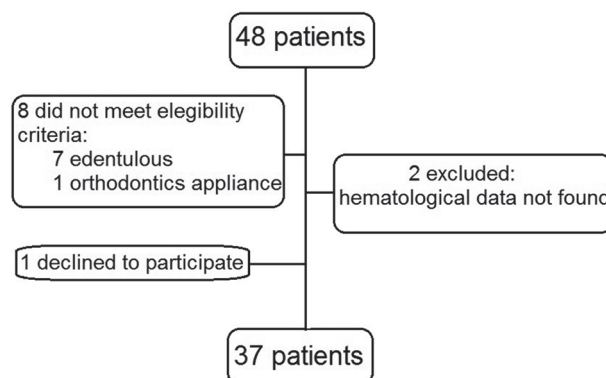 48 patients
8 did not meet elegibility
criteria:
7 edentulous
1 orthodontics appliance
2 excluded:
hematological data not found
1 declined to participate
37 patients